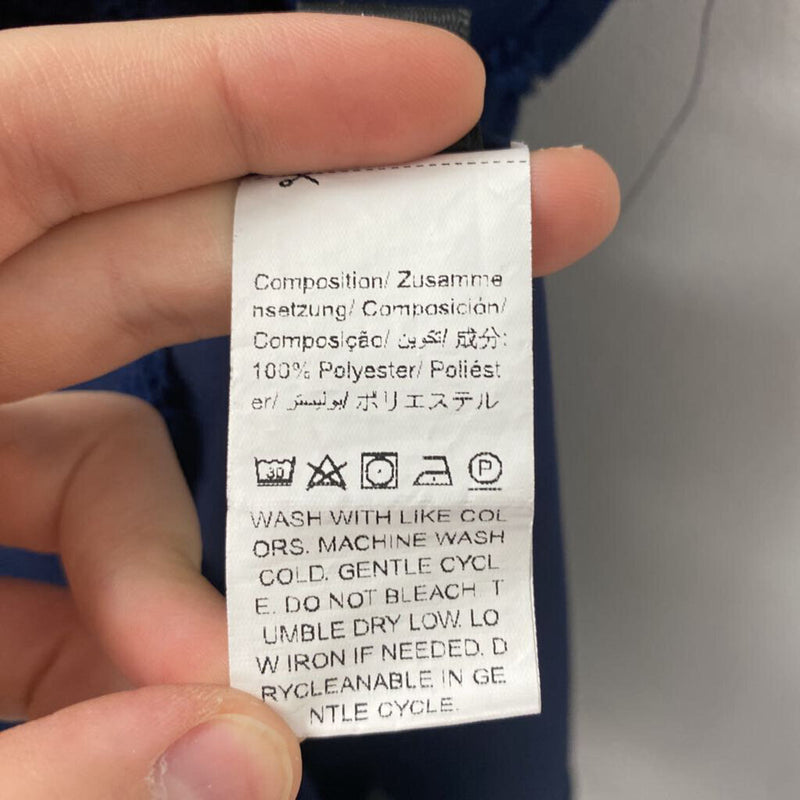 Composition/ Zusamme
nsetzung/ Composición/
Composição/ تكوين/ 成分:
100% Polyester/ Poliést
er/ بوليستر/ ポリエステル
30 P
WASH WITH LIKE COL
ORS. MACHINE WASH
COLD. GENTLE CYCL
E. DO NOT BLEACH T
UMBLE DRY LOW. LO
W IRON IF NEEDED. D
RYCLEANABLE IN GE
NTLE CYCLE.